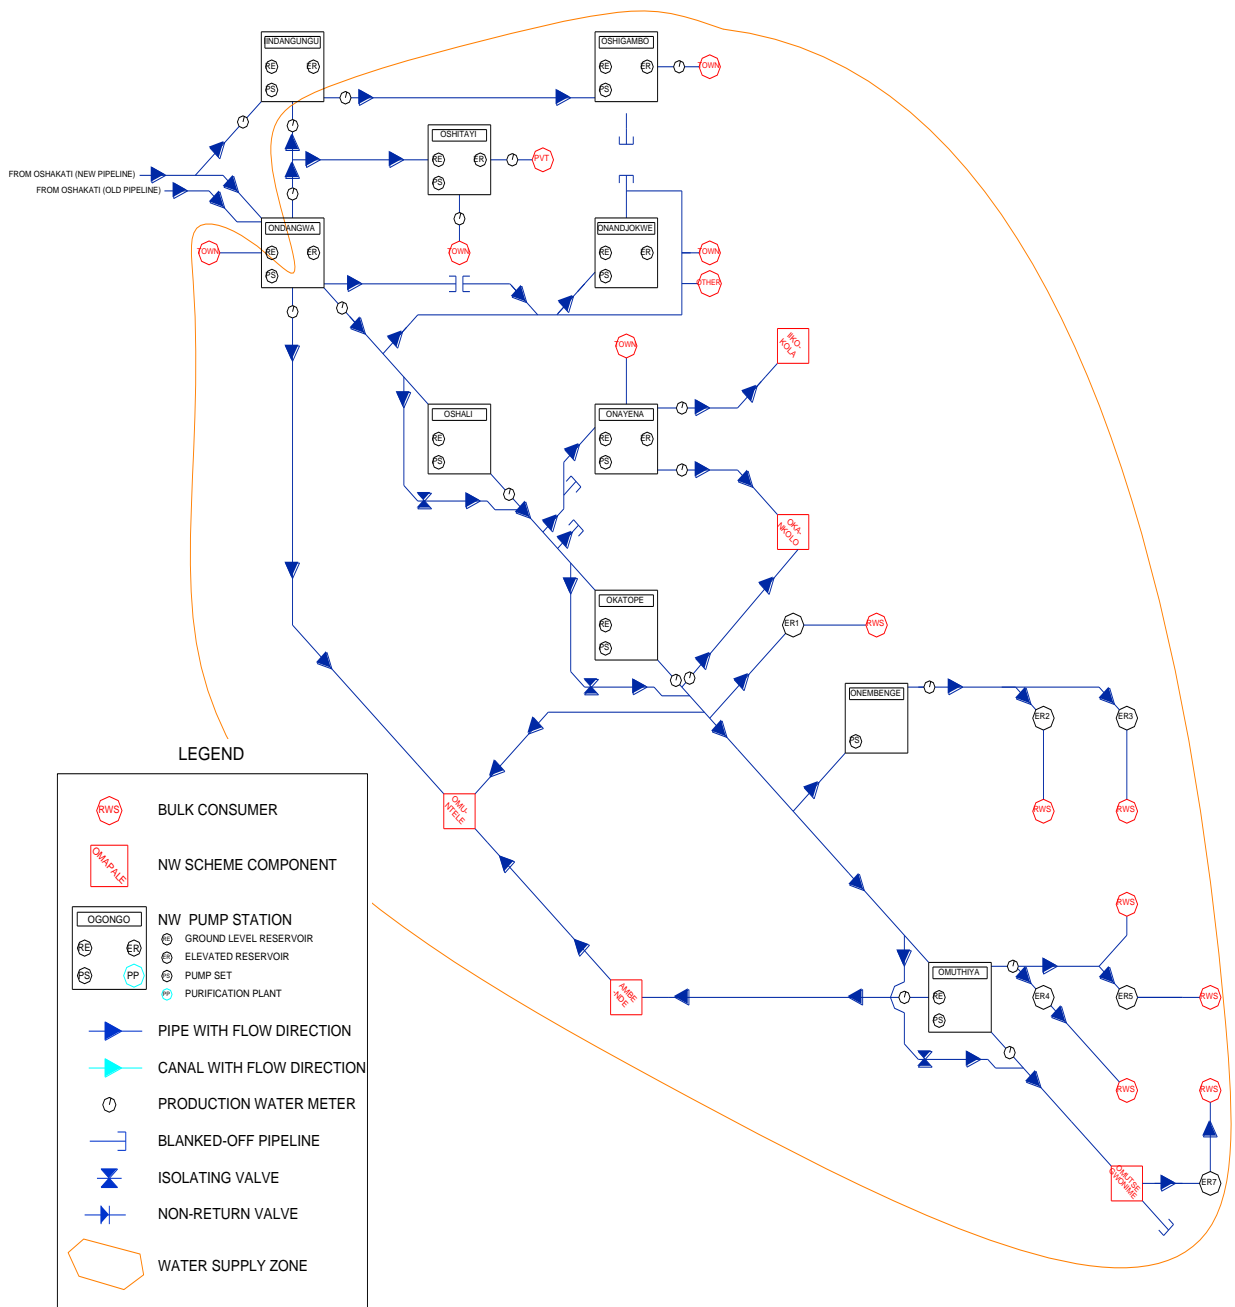 IINDANGUNGU
RE
ER
PS
OSHIGAMBO
RE
ER
PS
TOWN
OSHITAYI
RE
ER
PS
PVT
TOWN
FROM OSHAKATI (NEW PIPELINE)
FROM OSHAKATI (OLD PIPELINE)
ONDANGWA
RE
ER
PS
TOWN
ONANDJOKWE
RE
ER
PS
TOWN
OTHER
TOWN
IIKO-
KOLA
OSHALI
RE
PS
ONAYENA
RE
ER
PS
OKA-
NKOLO
OKATOPE
RE
PS
ER1
RWS
ONEMBENGE
PS
ER2
ER3
RWS
RWS
OMU-
NTELE
RWS
OMUTHIYA
RE
PS
AMBE
-NDE
ER4
ER5
RWS
RWS
RWS
OMUTSE
GWONIME
ER7
LEGEND
RWS
BULK CONSUMER
OMAPALE
NW SCHEME COMPONENT
OGONGO
RE
ER
PS
PP
NW PUMP STATION
RE
GROUND LEVEL RESERVOIR
ER
ELEVATED RESERVOIR
PS
PUMP SET
PP
PURIFICATION PLANT
PIPE WITH FLOW DIRECTION
CANAL WITH FLOW DIRECTION
PRODUCTION WATER METER
BLANKED-OFF PIPELINE
ISOLATING VALVE
NON-RETURN VALVE
WATER SUPPLY ZONE